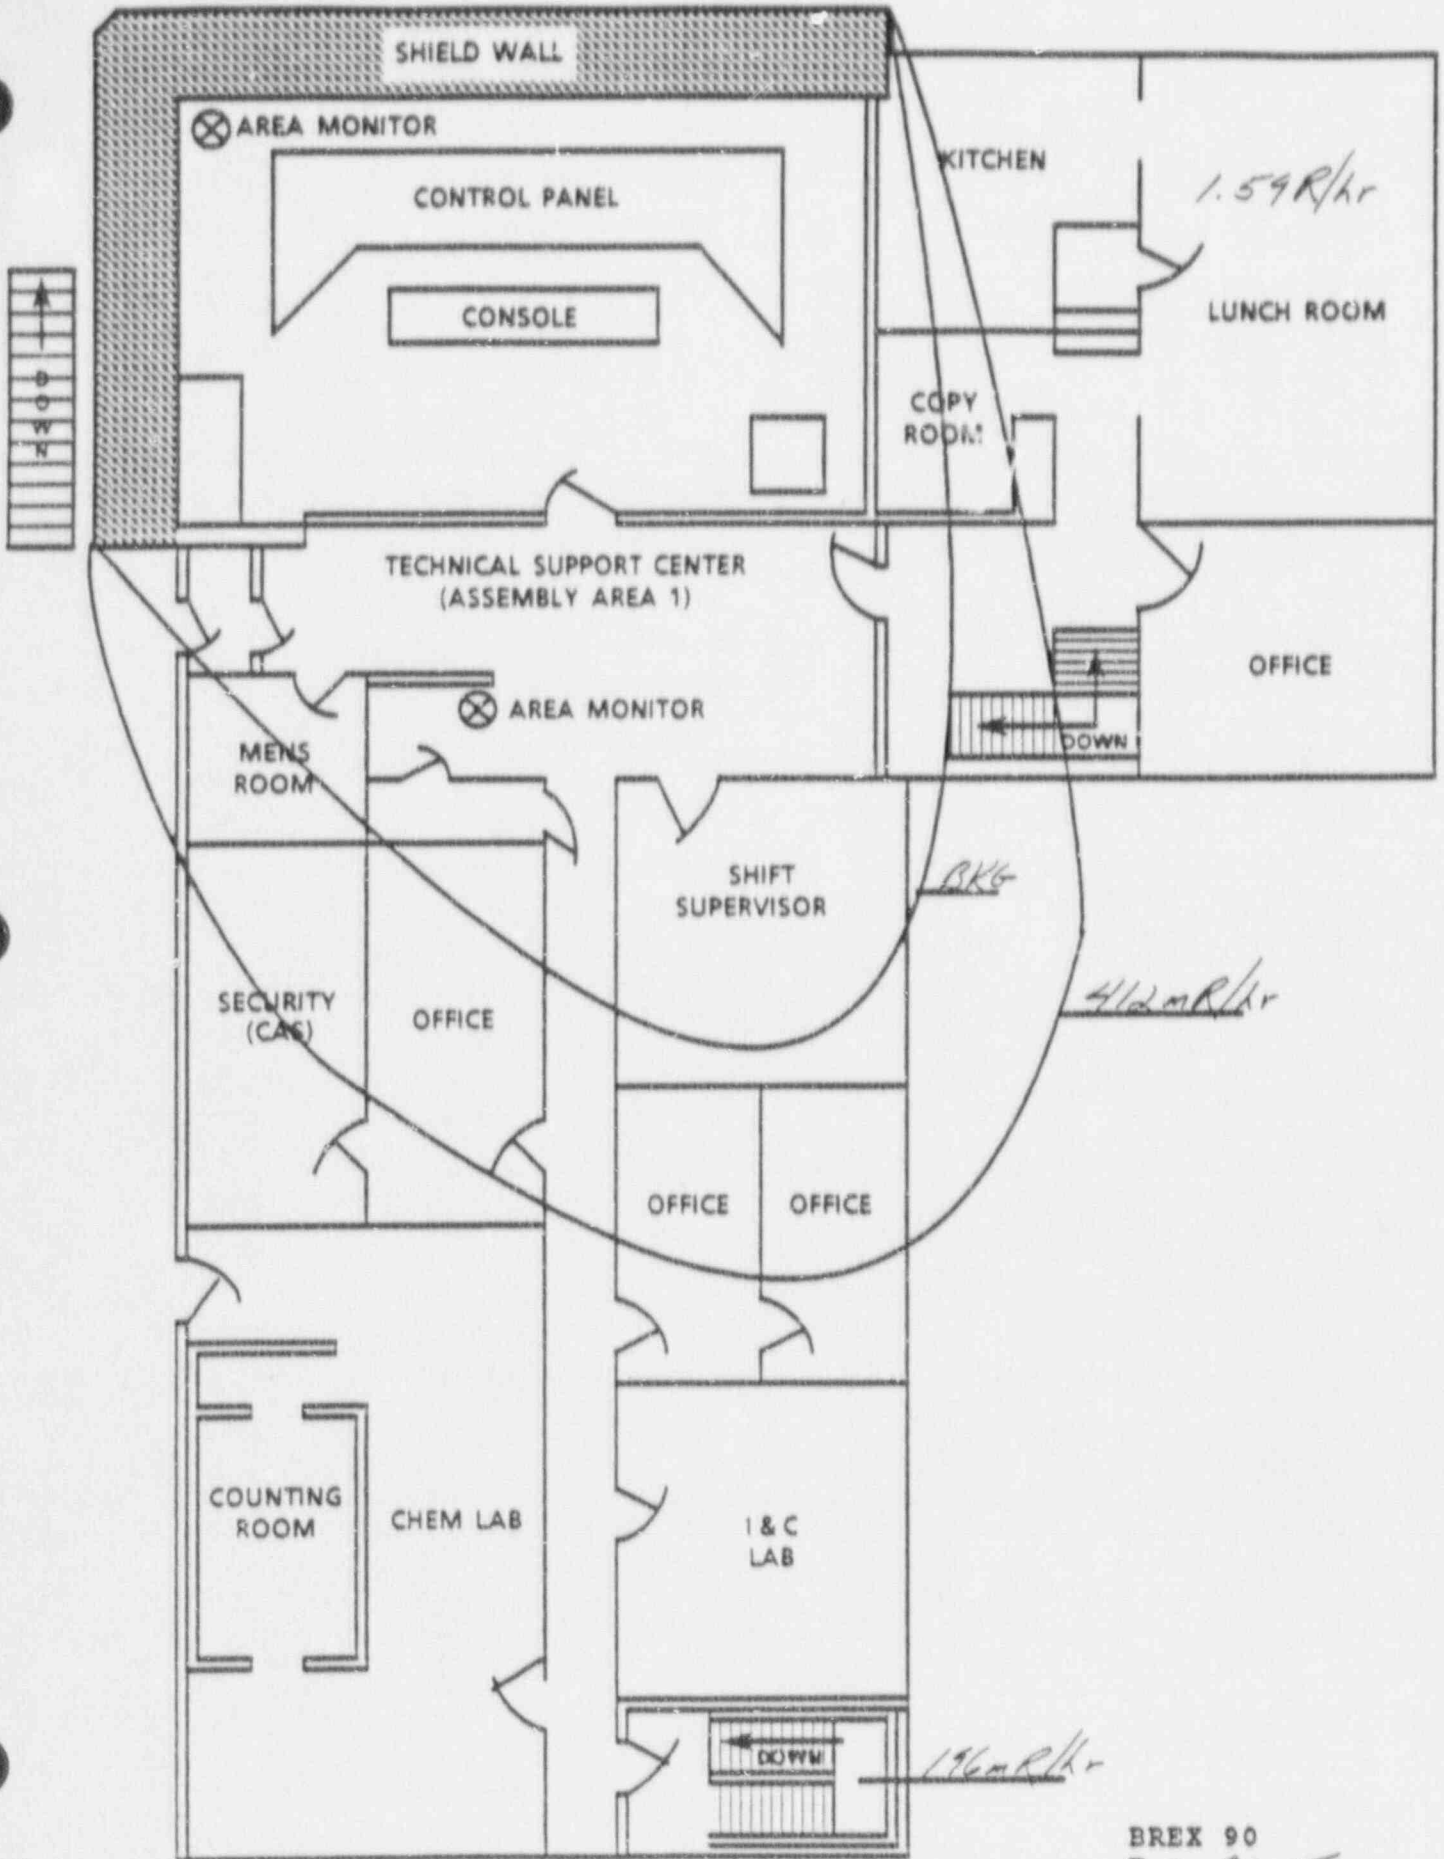 SHIELD WALL
AREA MONITOR
CONTROL PANEL
KITCHEN
1.59R/hr
CONSOLE
LUNCH ROOM
DOWN
COPY
ROOM
TECHNICAL SUPPORT CENTER
(ASSEMBLY AREA 1)
OFFICE
AREA MONITOR
DOWN
MENS
ROOM
SHIFT
SUPERVISOR
BKG
SECURITY
(CAS)
OFFICE
412mR/hr
OFFICE
OFFICE
COUNTING
ROOM
CHEM LAB
I & C
LAB
DOWN
196mR/hr
BREX 90